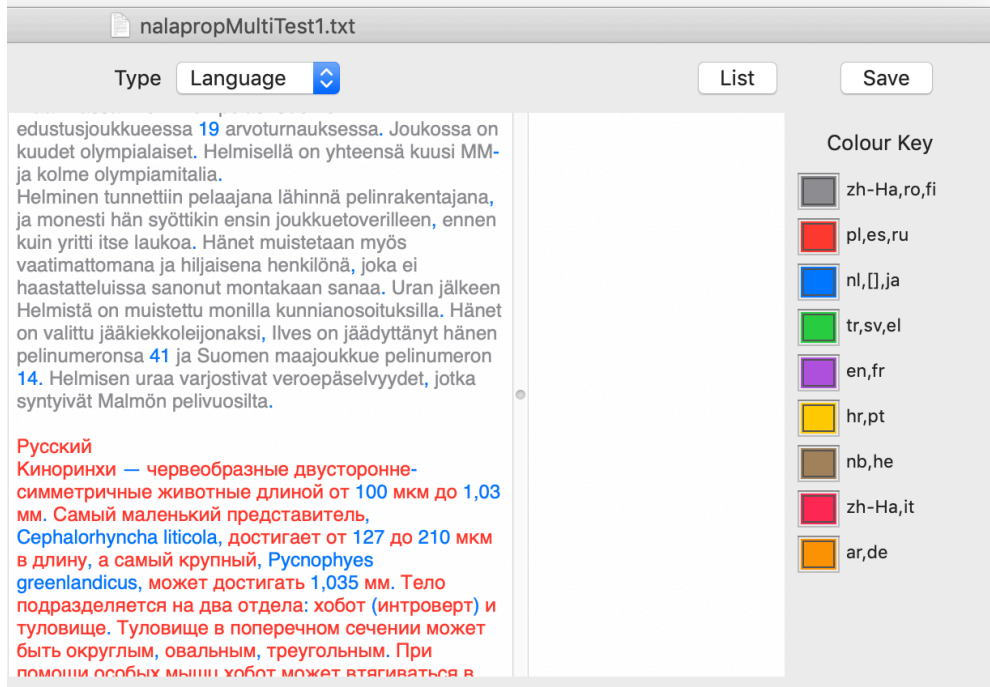 nalapropMultiTest1.txt
Type Language List Save
edustusjoukkueessa 19 arvoturnauksessa. Joukossa on
kuudet olympialaiset. Helmisellä on yhteensä kuusi MM-
ja kolme olympiamitalia.
Helminen tunnettiin pelaajana lähinnä pelinrakentajana,
ja monesti hän syöttikin ensin joukkuetoverilleen, ennen
kuin yritti itse laukoa. Hänet muistetaan myös
vaatimattomana ja hiljaisena henkilönä, joka ei
haastatteluissa sanonut montakaan sanaa. Uran jälkeen
Helmistä on muistettu monilla kunnianosoituksilla. Hänet
on valittu jääkiekkoleijonaksi, Ilves on jäädyttänyt hänen
pelinumeronsa 41 ja Suomen maajoukkue pelinumeron
14. Helmisen uraa varjostivat veroepäselvyydet, jotka
syntyivät Malmön pelivuosilta.
Русский
Киноринхи — червеобразные двусторонне-
симметричные животные длиной от 100 мкм до 1,03
мм. Самый маленький представитель,
Cephalorhyncha liticola, достигает от 127 до 210 мкм
в длину, а самый крупный, Pycnophyes
greenlandicus, может достигать 1,035 мм. Тело
подразделяется на два отдела: хобот (интроверт) и
туловище. Туловище в поперечном сечении может
быть округлым, овальным, треугольным. При
помощи особых мышц хобот может втягиваться в
Colour Key
zh-Ha,ro,fi
pl,es,ru
nl,[],ja
tr,sv,el
en,fr
hr,pt
nb,he
zh-Ha,it
ar,de